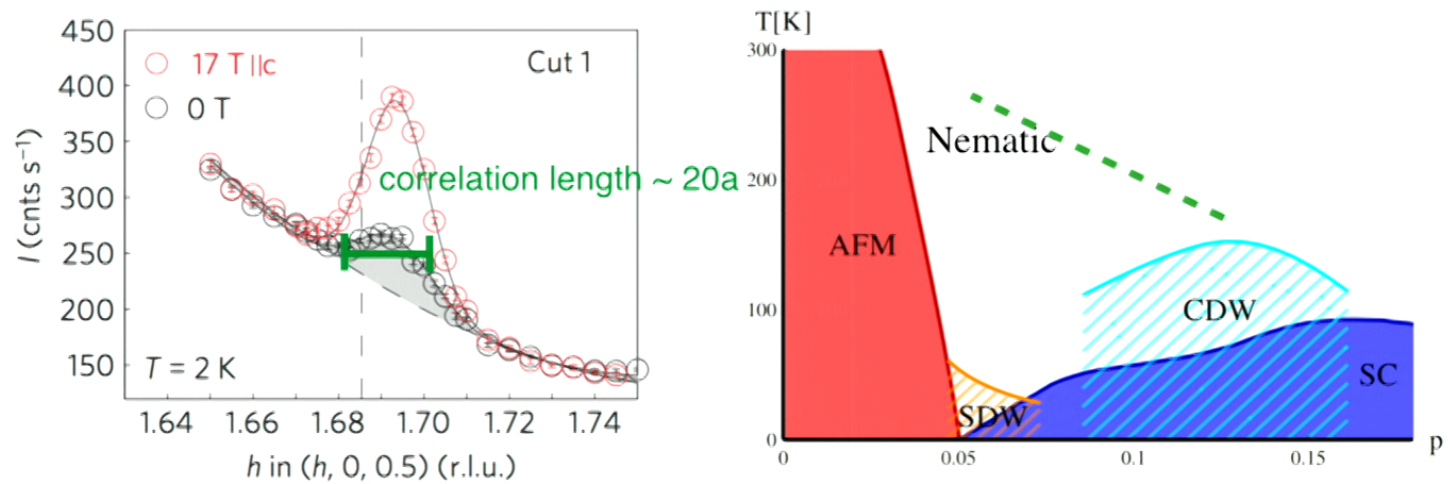 450
400
350
300
250
200
150
I (cnts s⁻¹)
17 T ||c
0 T
Cut 1
correlation length ~ 20a
T = 2 K
1.64 1.66 1.68 1.70 1.72 1.74
h in (h, 0, 0.5) (r.l.u.)
T[K]
300
200
100
0
Nematic
AFM
CDW
SC
SDW
0 0.05 0.1 0.15
p